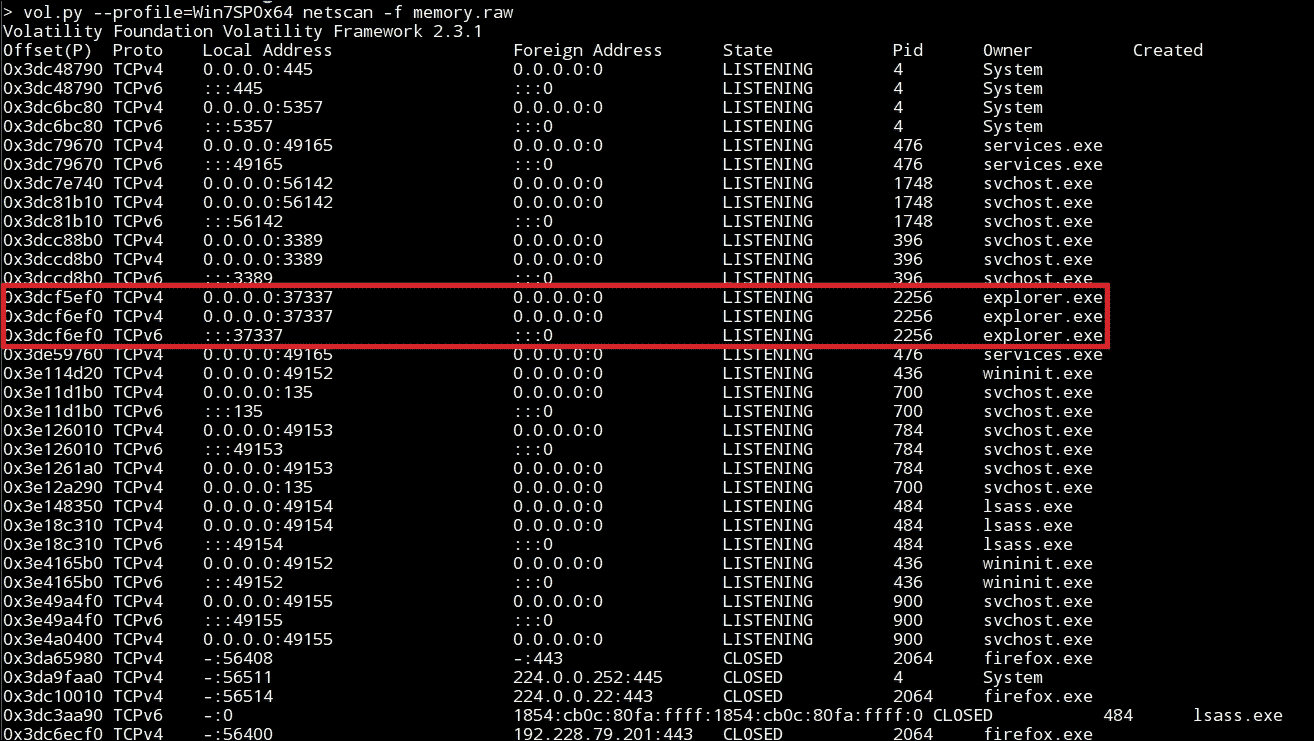 > vol.py --profile=Win7SP0x64 netscan -f memory.raw
Volatility Foundation Volatility Framework 2.3.1
Offset(P) Proto Local Address Foreign Address State Pid Owner Created
0x3dc48790 TCPv4 0.0.0.0:445 0.0.0.0:0 LISTENING 4 System
0x3dc48790 TCPv6 :::445 :::0 LISTENING 4 System
0x3dc6bc80 TCPv4 0.0.0.0:5357 0.0.0.0:0 LISTENING 4 System
0x3dc6bc80 TCPv6 :::5357 :::0 LISTENING 4 System
0x3dc79670 TCPv4 0.0.0.0:49165 0.0.0.0:0 LISTENING 476 services.exe
0x3dc79670 TCPv6 :::49165 :::0 LISTENING 476 services.exe
0x3dc7e740 TCPv4 0.0.0.0:56142 0.0.0.0:0 LISTENING 1748 svchost.exe
0x3dc81b10 TCPv4 0.0.0.0:56142 0.0.0.0:0 LISTENING 1748 svchost.exe
0x3dc81b10 TCPv6 :::56142 :::0 LISTENING 1748 svchost.exe
0x3dcc88b0 TCPv4 0.0.0.0:3389 0.0.0.0:0 LISTENING 396 svchost.exe
0x3dccd8b0 TCPv4 0.0.0.0:3389 0.0.0.0:0 LISTENING 396 svchost.exe
0x3dccd8b0 TCPv6 :::3389 :::0 LISTENING 396 svchost.exe
0x3dcf5ef0 TCPv4 0.0.0.0:37337 0.0.0.0:0 LISTENING 2256 explorer.exe
0x3dcf6ef0 TCPv4 0.0.0.0:37337 0.0.0.0:0 LISTENING 2256 explorer.exe
0x3dcf6ef0 TCPv6 :::37337 :::0 LISTENING 2256 explorer.exe
0x3de59760 TCPv4 0.0.0.0:49165 0.0.0.0:0 LISTENING 476 services.exe
0x3e114d20 TCPv4 0.0.0.0:49152 0.0.0.0:0 LISTENING 436 wininit.exe
0x3e11d1b0 TCPv4 0.0.0.0:135 0.0.0.0:0 LISTENING 700 svchost.exe
0x3e11d1b0 TCPv6 :::135 :::0 LISTENING 700 svchost.exe
0x3e126010 TCPv4 0.0.0.0:49153 0.0.0.0:0 LISTENING 784 svchost.exe
0x3e126010 TCPv6 :::49153 :::0 LISTENING 784 svchost.exe
0x3e1261a0 TCPv4 0.0.0.0:49153 0.0.0.0:0 LISTENING 784 svchost.exe
0x3e12a290 TCPv4 0.0.0.0:135 0.0.0.0:0 LISTENING 700 svchost.exe
0x3e148350 TCPv4 0.0.0.0:49154 0.0.0.0:0 LISTENING 484 lsass.exe
0x3e18c310 TCPv4 0.0.0.0:49154 0.0.0.0:0 LISTENING 484 lsass.exe
0x3e18c310 TCPv6 :::49154 :::0 LISTENING 484 lsass.exe
0x3e4165b0 TCPv4 0.0.0.0:49152 0.0.0.0:0 LISTENING 436 wininit.exe
0x3e4165b0 TCPv6 :::49152 :::0 LISTENING 436 wininit.exe
0x3e49a4f0 TCPv4 0.0.0.0:49155 0.0.0.0:0 LISTENING 900 svchost.exe
0x3e49a4f0 TCPv6 :::49155 :::0 LISTENING 900 svchost.exe
0x3e4a0400 TCPv4 0.0.0.0:49155 0.0.0.0:0 LISTENING 900 svchost.exe
0x3da65980 TCPv4 -:56408 -:443 CLOSED 2064 firefox.exe
0x3da9faa0 TCPv4 -:56511 224.0.0.252:445 CLOSED 4 System
0x3dc10010 TCPv4 -:56514 224.0.0.22:443 CLOSED 2064 firefox.exe
0x3dc3aa90 TCPv6 -:0 1854:cb0c:80fa:ffff:1854:cb0c:80fa:ffff:0 CLOSED 484 lsass.exe
0x3dc6ecf0 TCPv4 -:56400 192.228.79.201:443 CLOSED 2064 firefox.exe